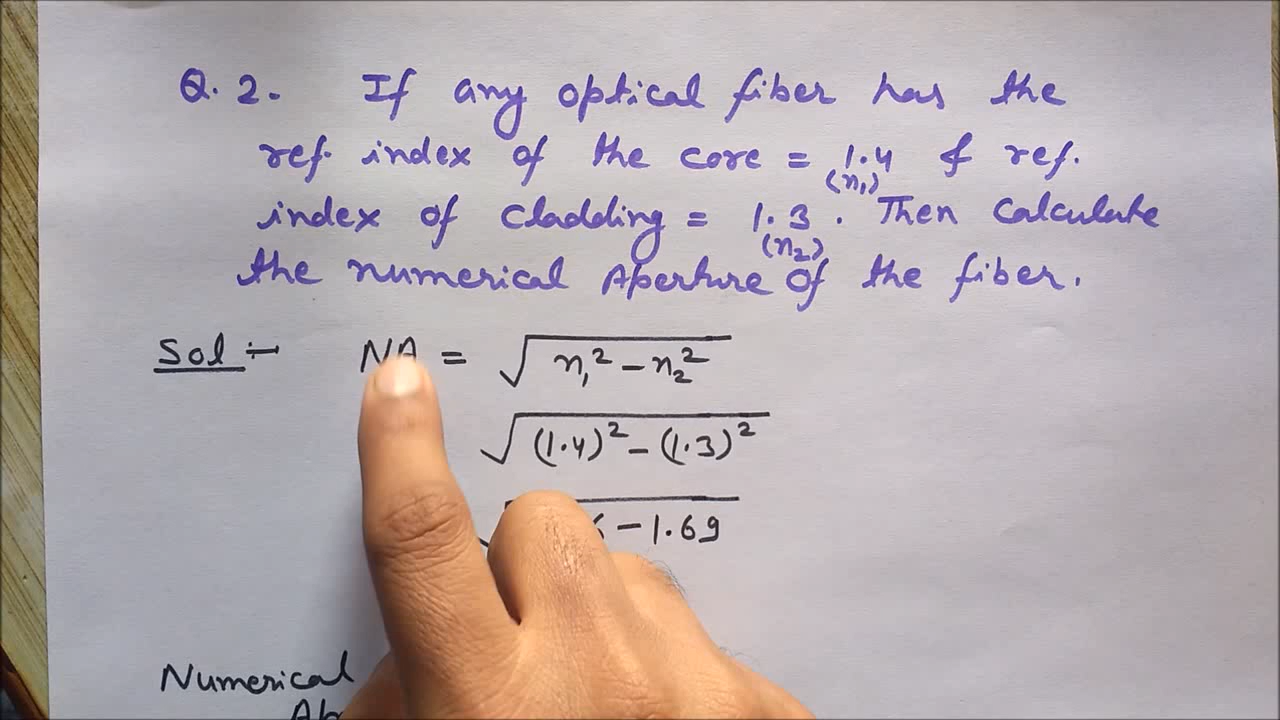 Q. 2. If any optical fiber has the
ref. index of the core = 1.4 & ref.
(n₁)
index of cladding = 1.3. Then calculate
(n₂)
the numerical Aperture of the fiber.
Sol :- NA = √(n₁² - n₂²)
√((1.4)² - (1.3)²)
- 1.69
Numerical